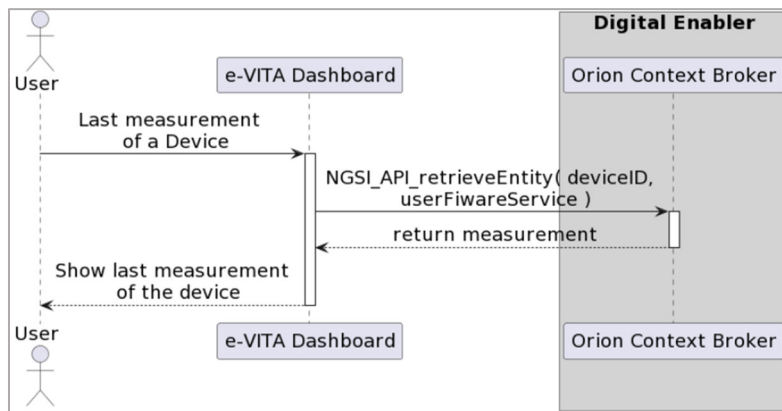 Digital Enabler
User
e-VITA Dashboard
Orion Context Broker
Last measurement
of a Device
NGSI_API_retrieveEntity( deviceID,
userFiwareService )
return measurement
Show last measurement
of the device
User
e-VITA Dashboard
Orion Context Broker